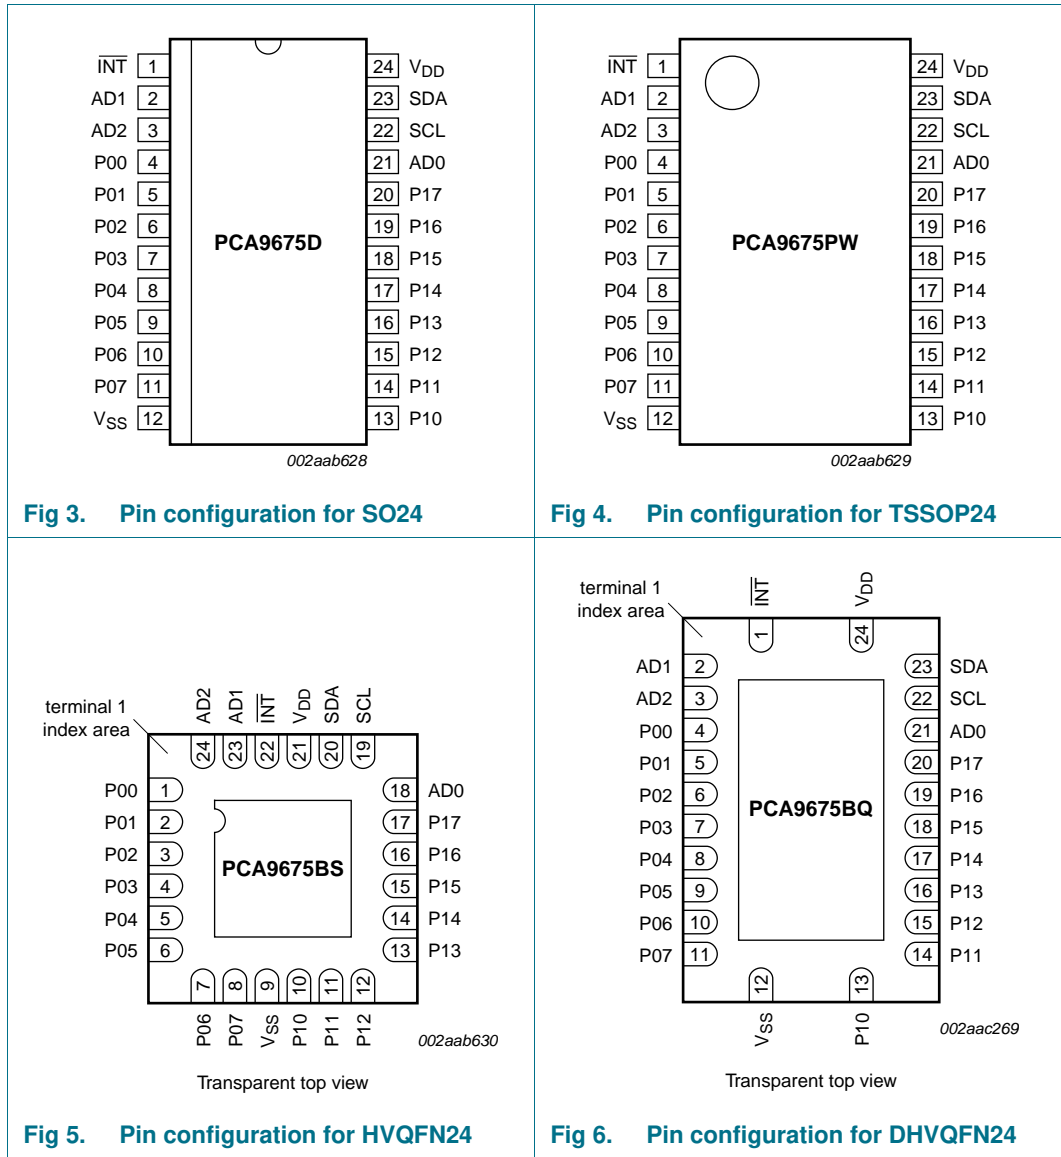 INT 1
AD1 2
AD2 3
P00 4
P01 5
P02 6
P03 7
P04 8
P05 9
P06 10
P07 11
VSS 12
PCA9675D
24 VDD
23 SDA
22 SCL
21 AD0
20 P17
19 P16
18 P15
17 P14
16 P13
15 P12
14 P11
13 P10
002aab628
Fig 3. Pin configuration for SO24
INT 1
AD1 2
AD2 3
P00 4
P01 5
P02 6
P03 7
P04 8
P05 9
P06 10
P07 11
VSS 12
PCA9675PW
24 VDD
23 SDA
22 SCL
21 AD0
20 P17
19 P16
18 P15
17 P14
16 P13
15 P12
14 P11
13 P10
002aab629
Fig 4. Pin configuration for TSSOP24
terminal 1
index area
24 AD2
23 AD1
22 INT
21 VDD
20 SDA
19 SCL
P00 1
P01 2
P02 3
P03 4
P04 5
P05 6
PCA9675BS
18 AD0
17 P17
16 P16
15 P15
14 P14
13 P13
P06 7
P07 8
VSS 9
P10 10
P11 11
P12 12
002aab630
Transparent top view
Fig 5. Pin configuration for HVQFN24
terminal 1
index area
1 INT
24 VDD
AD1 2
AD2 3
P00 4
P01 5
P02 6
P03 7
P04 8
P05 9
P06 10
P07 11
PCA9675BQ
23 SDA
22 SCL
21 AD0
20 P17
19 P16
18 P15
17 P14
16 P13
15 P12
14 P11
VSS 12
P10 13
002aac269
Transparent top view
Fig 6. Pin configuration for DHVQFN24